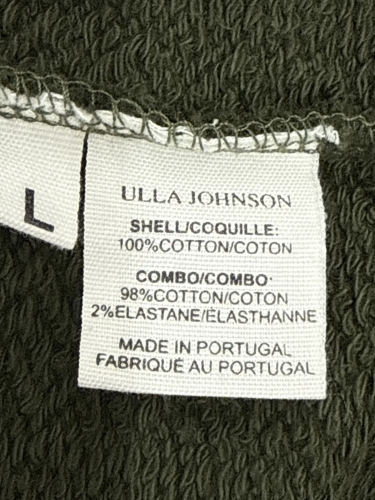 L
ULLA JOHNSON
SHELL/COQUILLE:
100%COTTON/COTON
COMBO/COMBO:
98%COTTON/COTON
2%ELASTANE/ÉLASTHANNE
MADE IN PORTUGAL
FABRIQUÉ AU PORTUGAL